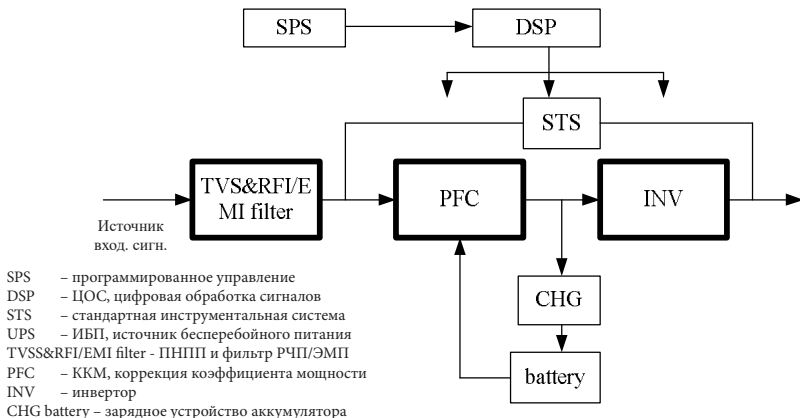 SPS
DSP
STS
TVS&RFI/E
MI filter
PFC
INV
Источник
вход. сигн.
CHG
battery
SPS – программированное управление
DSP – ЦОС, цифровая обработка сигналов
STS – стандартная инструментальная система
UPS – ИБП, источник бесперебойного питания
TVSS&RFI/EMI filter - ПНПП и фильтр РЧП/ЭМП
PFC – ККМ, коррекция коэффициента мощности
INV – инвертор
CHG battery – зарядное устройство аккумулятора